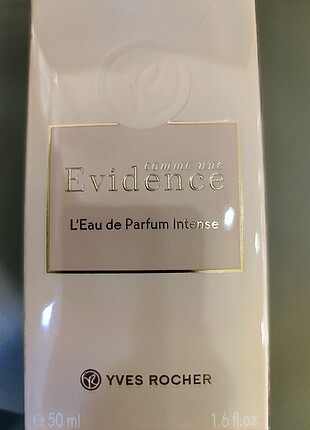 comme une
Evidence
L'Eau de Parfum Intense
YVES ROCHER
e 50 ml 1.6 fl.oz